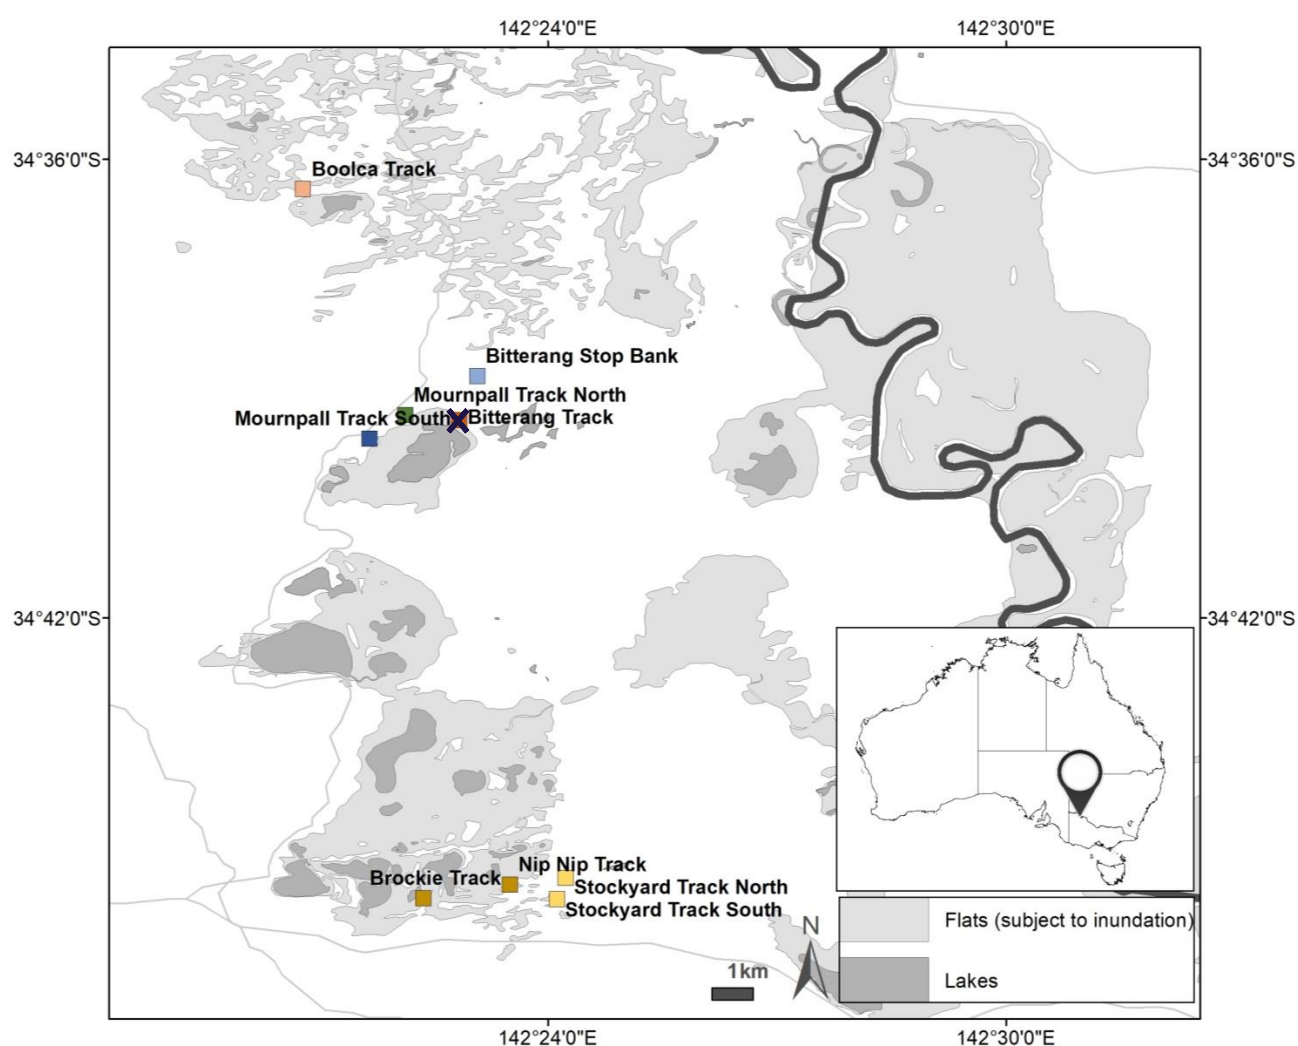 142°24'0"E
142°30'0"E
34°36'0"S
34°36'0"S
Boolca Track
Bitterang Stop Bank
Mournpall Track North
Mournpall Track South
Bitterang Track
34°42'0"S
34°42'0"S
Nip Nip Track
Brockie Track
Stockyard Track North
Stockyard Track South
N
Flats (subject to inundation)
1km
Lakes
142°24'0"E
142°30'0"E